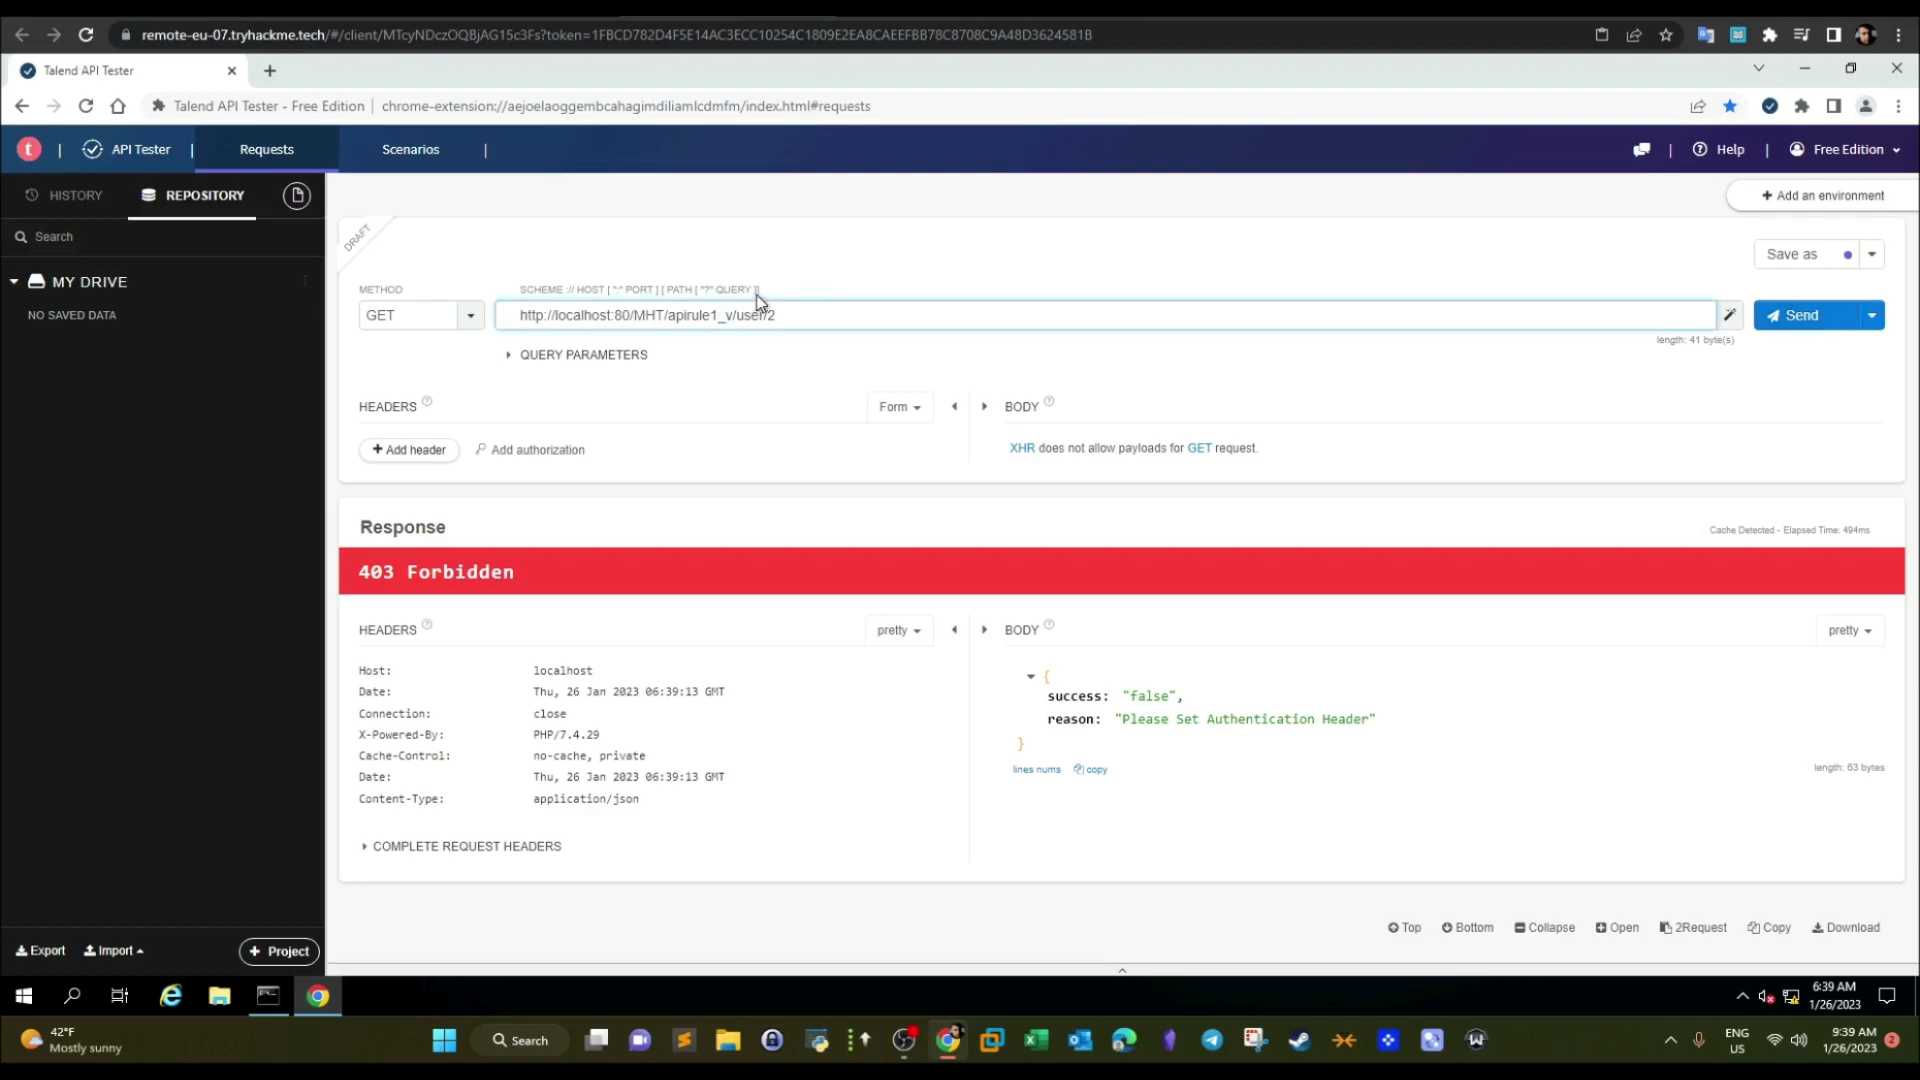 remote-eu-07.tryhackme.tech/#/client/MTcyNDczOQBjAG15c3Fs?token=1FBCD782D4F5E14AC3ECC10254C1809E2EA8CAEEFBB78C8708C9A48D3624581B
Talend API Tester
Talend API Tester - Free Edition | chrome-extension://aejoelaoggembcahagimdiliamlcdmfm/index.html#requests
t | API Tester | Requests Scenarios | Help | Free Edition
HISTORY REPOSITORY
Add an environment
Search
DRAFT
Save as
MY DRIVE
METHOD SCHEME :// HOST [ ":" PORT ] [ PATH [ "?" QUERY ]]
NO SAVED DATA
GET http://localhost:80/MHT/apirule1_v/user/2 Send
length: 41 byte(s)
QUERY PARAMETERS
HEADERS Form BODY
+ Add header Add authorization XHR does not allow payloads for GET request.
Response
Cache Detected - Elapsed Time: 494ms
403 Forbidden
HEADERS pretty BODY pretty
Host: localhost
Date: Thu, 26 Jan 2023 06:39:13 GMT
Connection: close
X-Powered-By: PHP/7.4.29
Cache-Control: no-cache, private
Date: Thu, 26 Jan 2023 06:39:13 GMT
Content-Type: application/json
{
success: "false",
reason: "Please Set Authentication Header"
}
lines nums copy length: 63 bytes
COMPLETE REQUEST HEADERS
Top Bottom Collapse Open 2Request Copy Download
Export Import + Project
6:39 AM
1/26/2023
42°F
Mostly sunny
Search
ENG
US
9:39 AM
1/26/2023
2